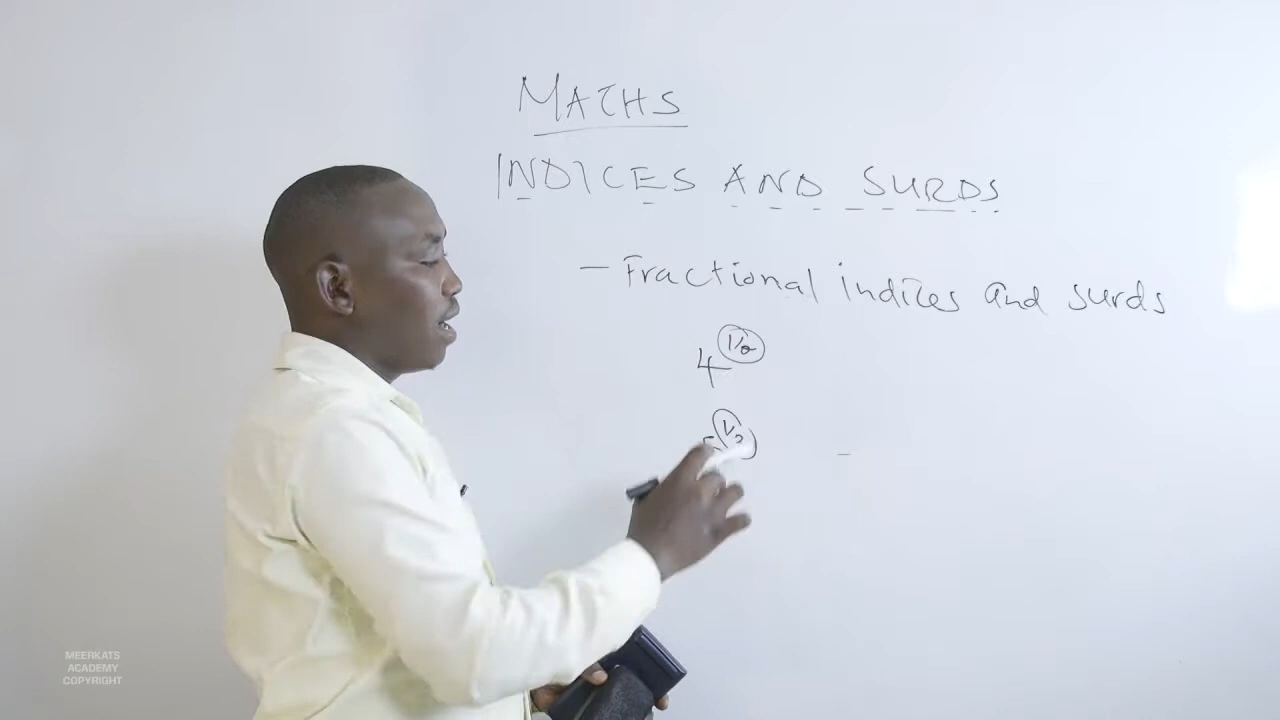 MATHS
INDICES AND SURDS
- Fractional indices and surds
4^1/2
1/3
MEERKATS
ACADEMY
COPYRIGHT